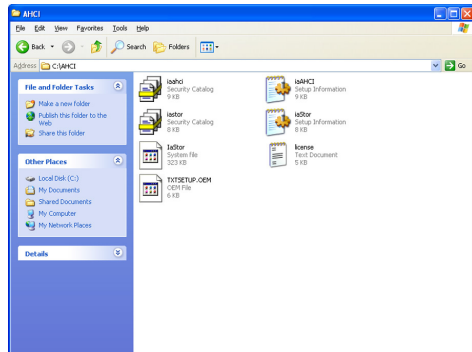 AHCI
File Edit View Favorites Tools Help
Back Search Folders
Address C:\AHCI Go
File and Folder Tasks
Make a new folder
Publish this folder to the Web
Share this folder
Other Places
Local Disk (C:)
My Documents
Shared Documents
My Computer
My Network Places
Details
iaahci
Security Catalog
9 KB
iaAHCI
Setup Information
9 KB
iastor
Security Catalog
8 KB
iaStor
Setup Information
8 KB
IaStor
System file
323 KB
license
Text Document
5 KB
TXTSETUP.OEM
OEM File
6 KB